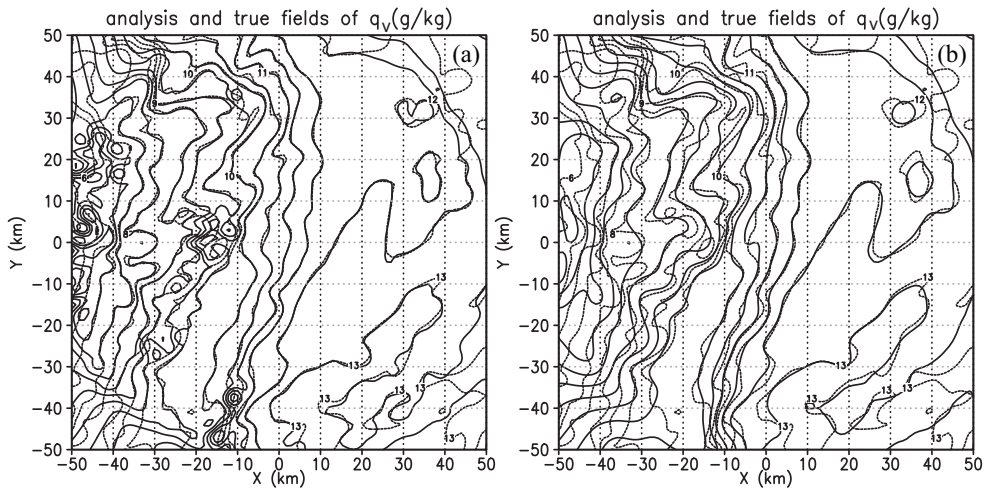 analysis and true fields of qv(g/kg) analysis and true fields of qv(g/kg)
(a) (b)
50 50
40 40
30 30
20 20
10 10
0 0
−10 −10
−20 −20
−30 −30
−40 −40
−50 −50
Y (km) Y (km)
10 11 10 11
9 12 9 12
6 10 6 10
8 8
13 13
13 13
13 13 13 13 13 13
13 13 13 13
−50 −40 −30 −20 −10 0 10 20 30 40 50 −50 −40 −30 −20 −10 0 10 20 30 40 50
X (km) X (km)